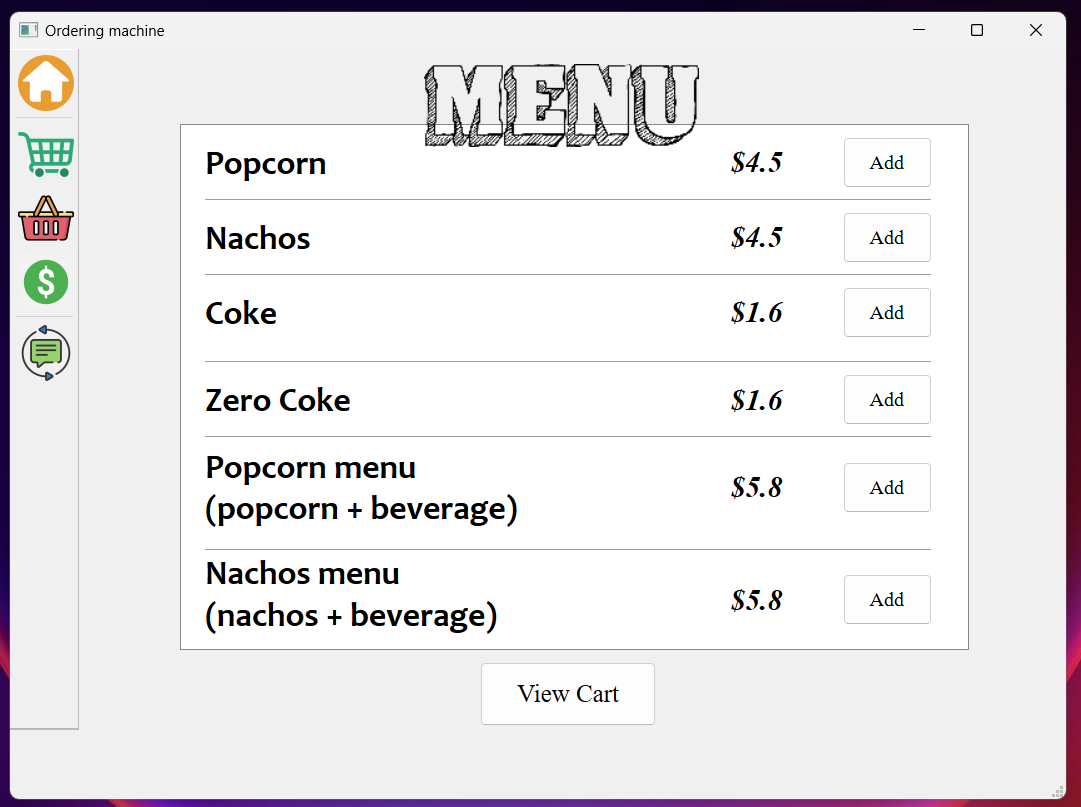 Ordering machine
MENU
Popcorn $4.5 Add
Nachos $4.5 Add
Coke $1.6 Add
Zero Coke $1.6 Add
Popcorn menu
(popcorn + beverage) $5.8 Add
Nachos menu
(nachos + beverage) $5.8 Add
View Cart